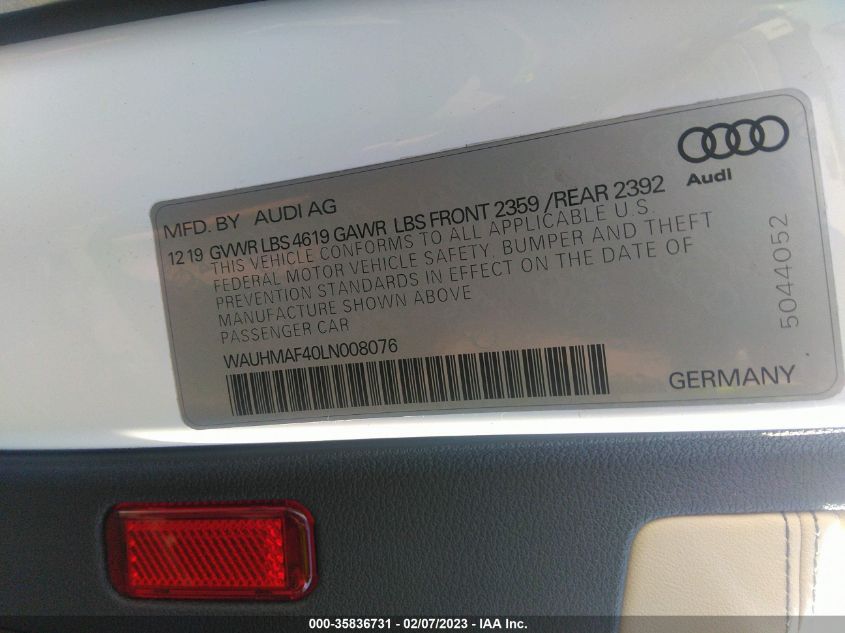 Audi
MFD. BY AUDI AG
12 19 GVWR LBS 4619 GAWR LBS FRONT 2359 /REAR 2392
THIS VEHICLE CONFORMS TO ALL APPLICABLE U.S.
FEDERAL MOTOR VEHICLE SAFETY, BUMPER AND THEFT
PREVENTION STANDARDS IN EFFECT ON THE DATE OF
MANUFACTURE SHOWN ABOVE
PASSENGER CAR
WAUHMAF40LN008076
GERMANY
5044052
000-35836731 - 02/07/2023 - IAA Inc.